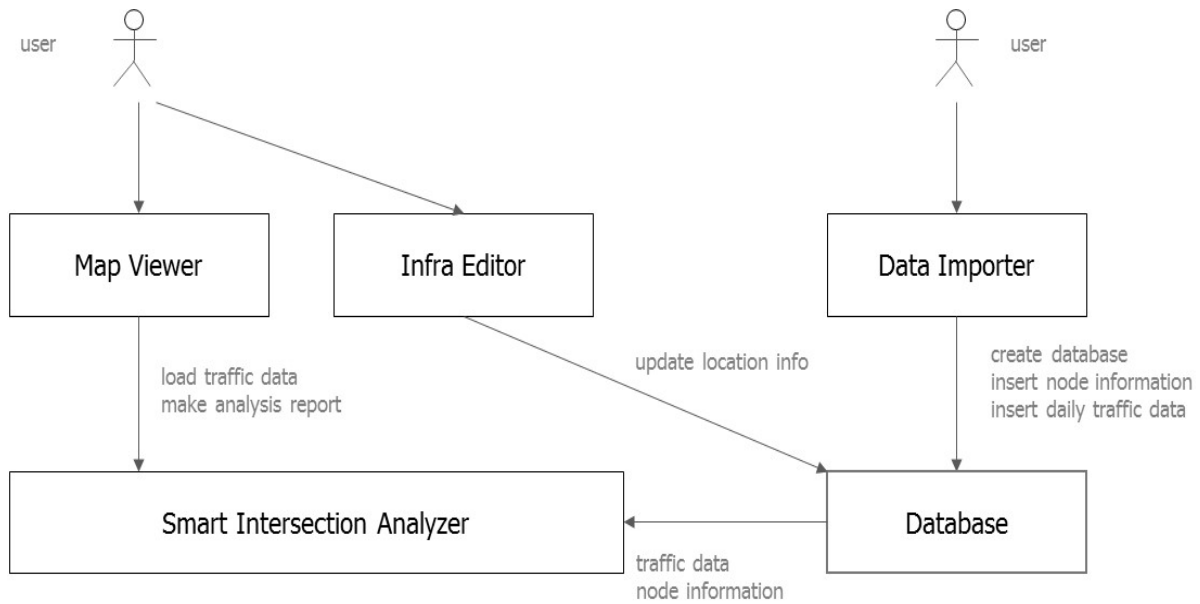 user
user
Map Viewer
Infra Editor
Data Importer
load traffic data
make analysis report
update location info
create database
insert node information
insert daily traffic data
Smart Intersection Analyzer
Database
traffic data
node information